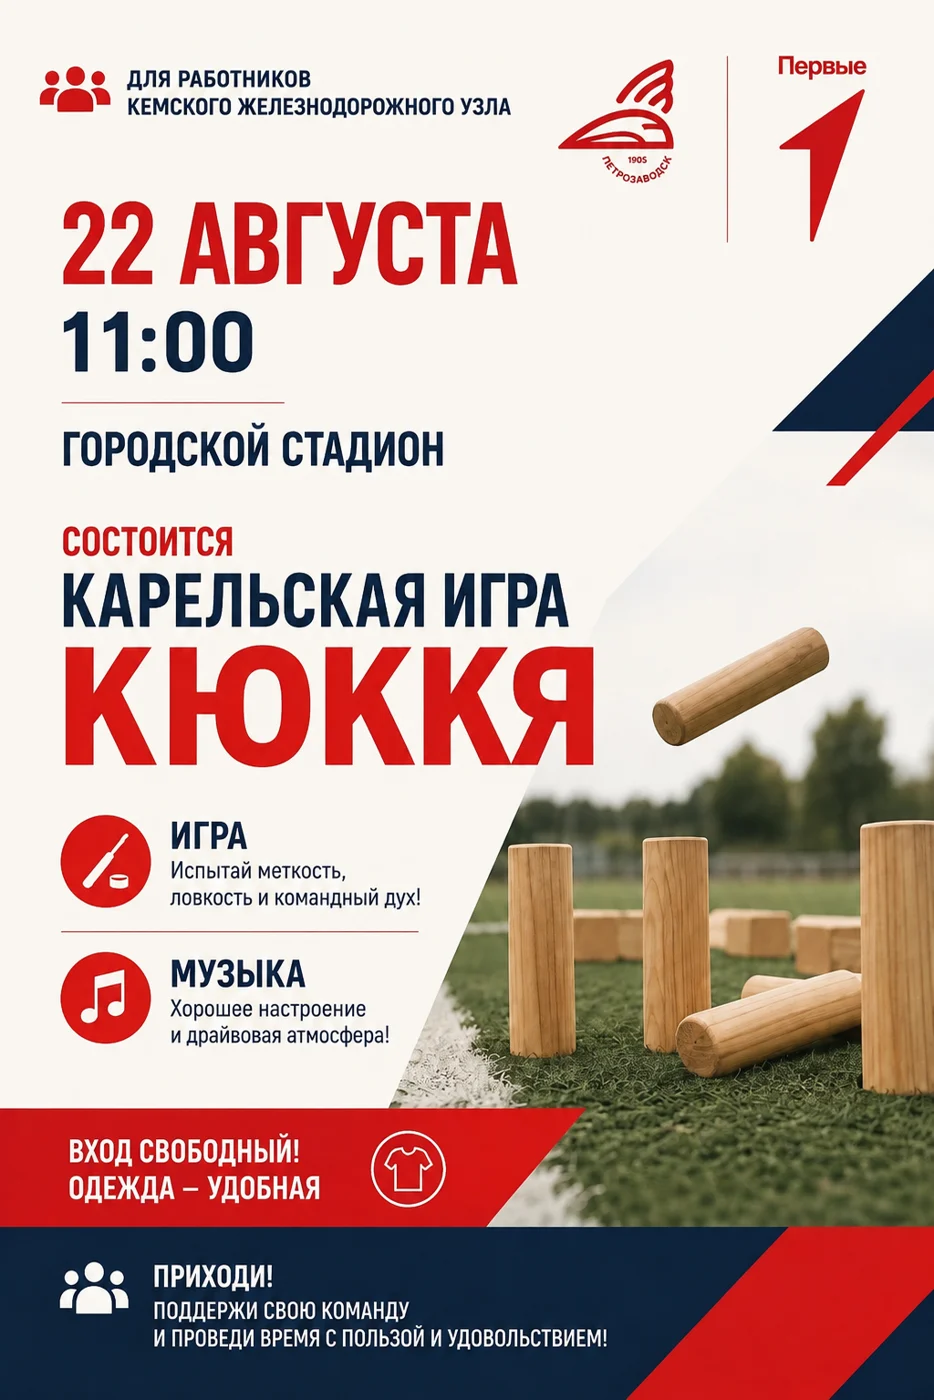 ДЛЯ РАБОТНИКОВ
КЕМСКОГО ЖЕЛЕЗНОДОРОЖНОГО УЗЛА
1905
ПЕТРОЗАВОДСК
Первые
22 АВГУСТА
11:00
ГОРОДСКОЙ СТАДИОН
СОСТОИТСЯ
КАРЕЛЬСКАЯ ИГРА
КЮККЯ
ИГРА
Испытай меткость,
ловкость и командный дух!
МУЗЫКА
Хорошее настроение
и драйвовая атмосфера!
ВХОД СВОБОДНЫЙ!
ОДЕЖДА – УДОБНАЯ
ПРИХОДИ!
ПОДДЕРЖИ СВОЮ КОМАНДУ
И ПРОВЕДИ ВРЕМЯ С ПОЛЬЗОЙ И УДОВОЛЬСТВИЕМ!